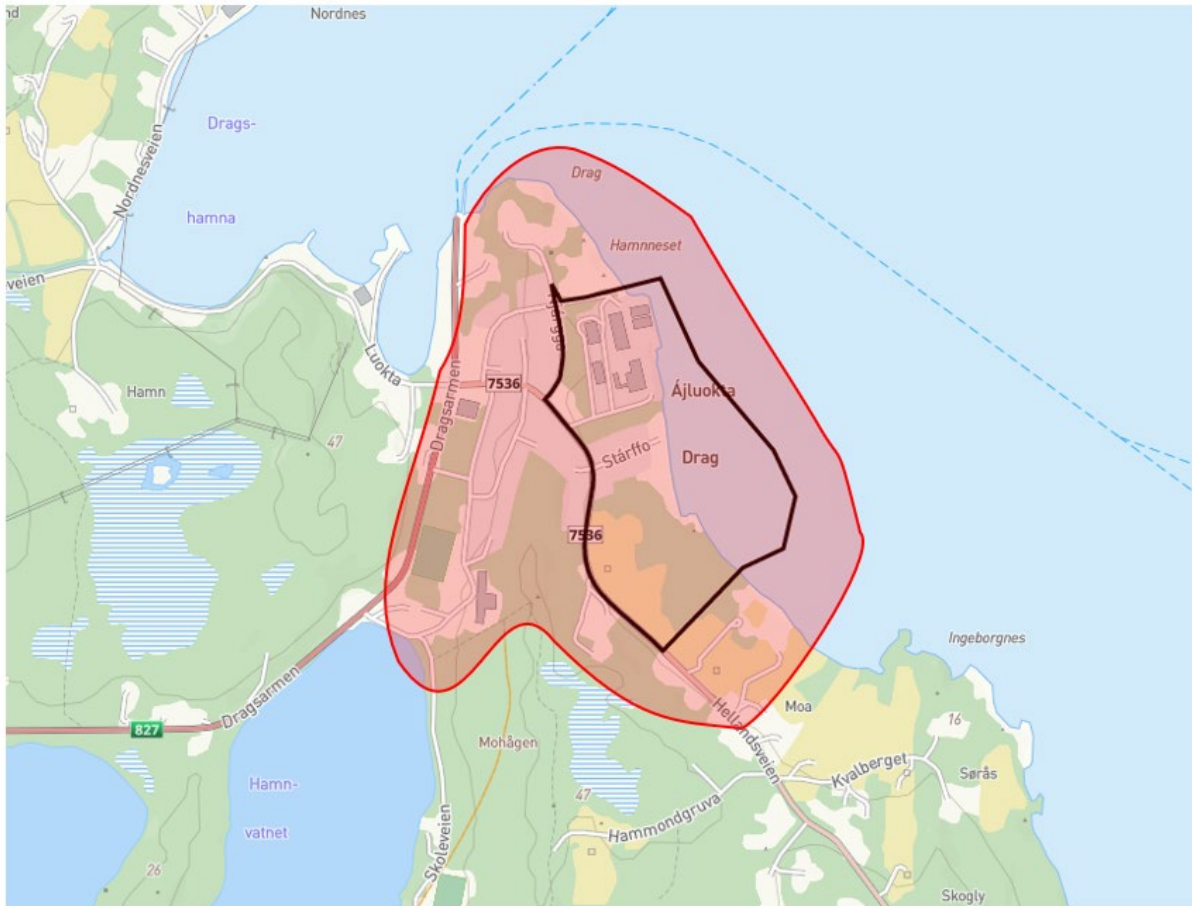 nd
Nordnes
Drags-
hamna
Nordnesveien
veien
Drag
Hamnneset
Luokta
7536
Dragsarmen
Ájluokta
Hamn
47
Stárffo
Drag
7536
Ingeborgnes
Dragsarmen
827
Hellandsveien
Moa
16
Mohågen
Kvalberget
Sørås
Hamn-
vatnet
47
Hammondgruva
Skoleveien
26
Skogly